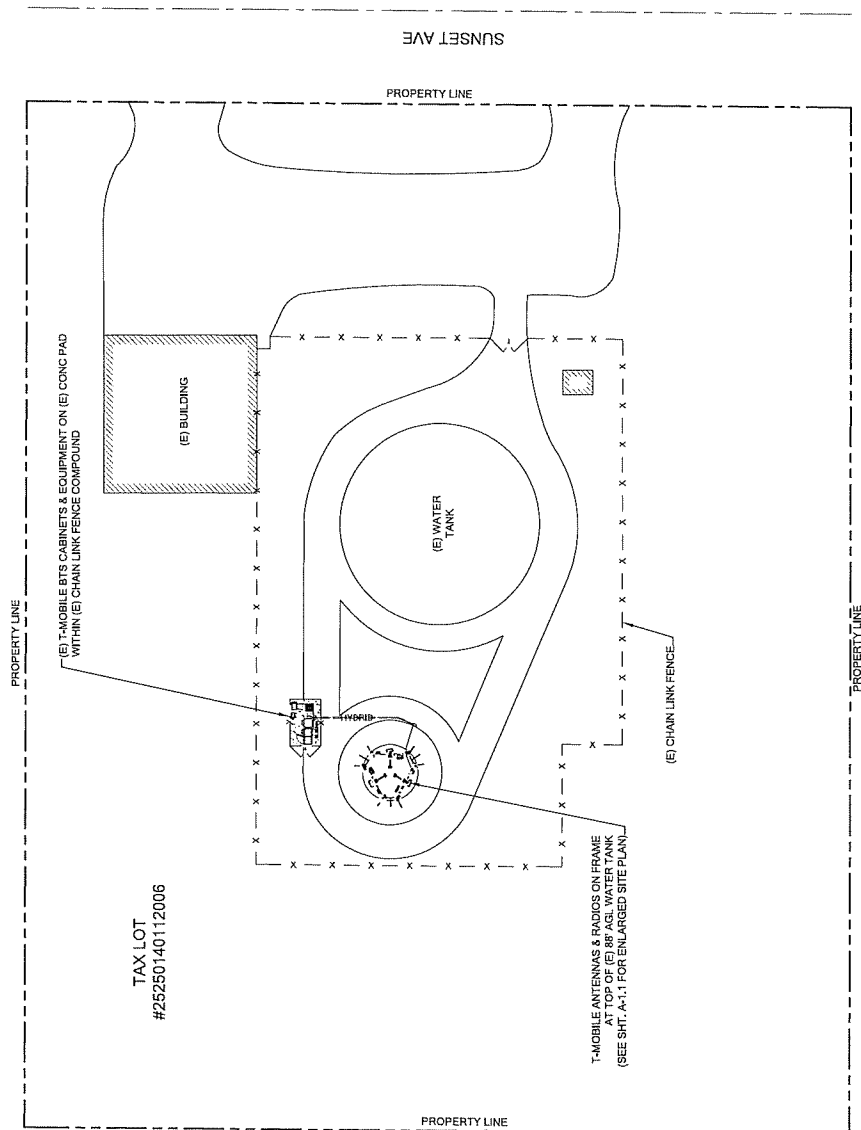 SUNSET AVE
PROPERTY LINE
PROPERTY LINE
(E) T-MOBILE BTS CABINETS & EQUIPMENT ON (E) CONC PAD
WITHIN (E) CHAIN LINK FENCE COMPOUND
(E) BUILDING
(E) WATER
TANK
HYBRID
(E) CHAIN LINK FENCE
PROPERTY LINE
TAX LOT
#25250140112006
T-MOBILE ANTENNAS & RADIOS ON FRAME
AT TOP OF (E) 88' AGL WATER TANK
(SEE SHT. A-1.1 FOR ENLARGED SITE PLAN)
PROPERTY LINE
X X X X X
X X X X X X X X X X X X X
X X X X X X X
X X X X X X X X X X
X X X